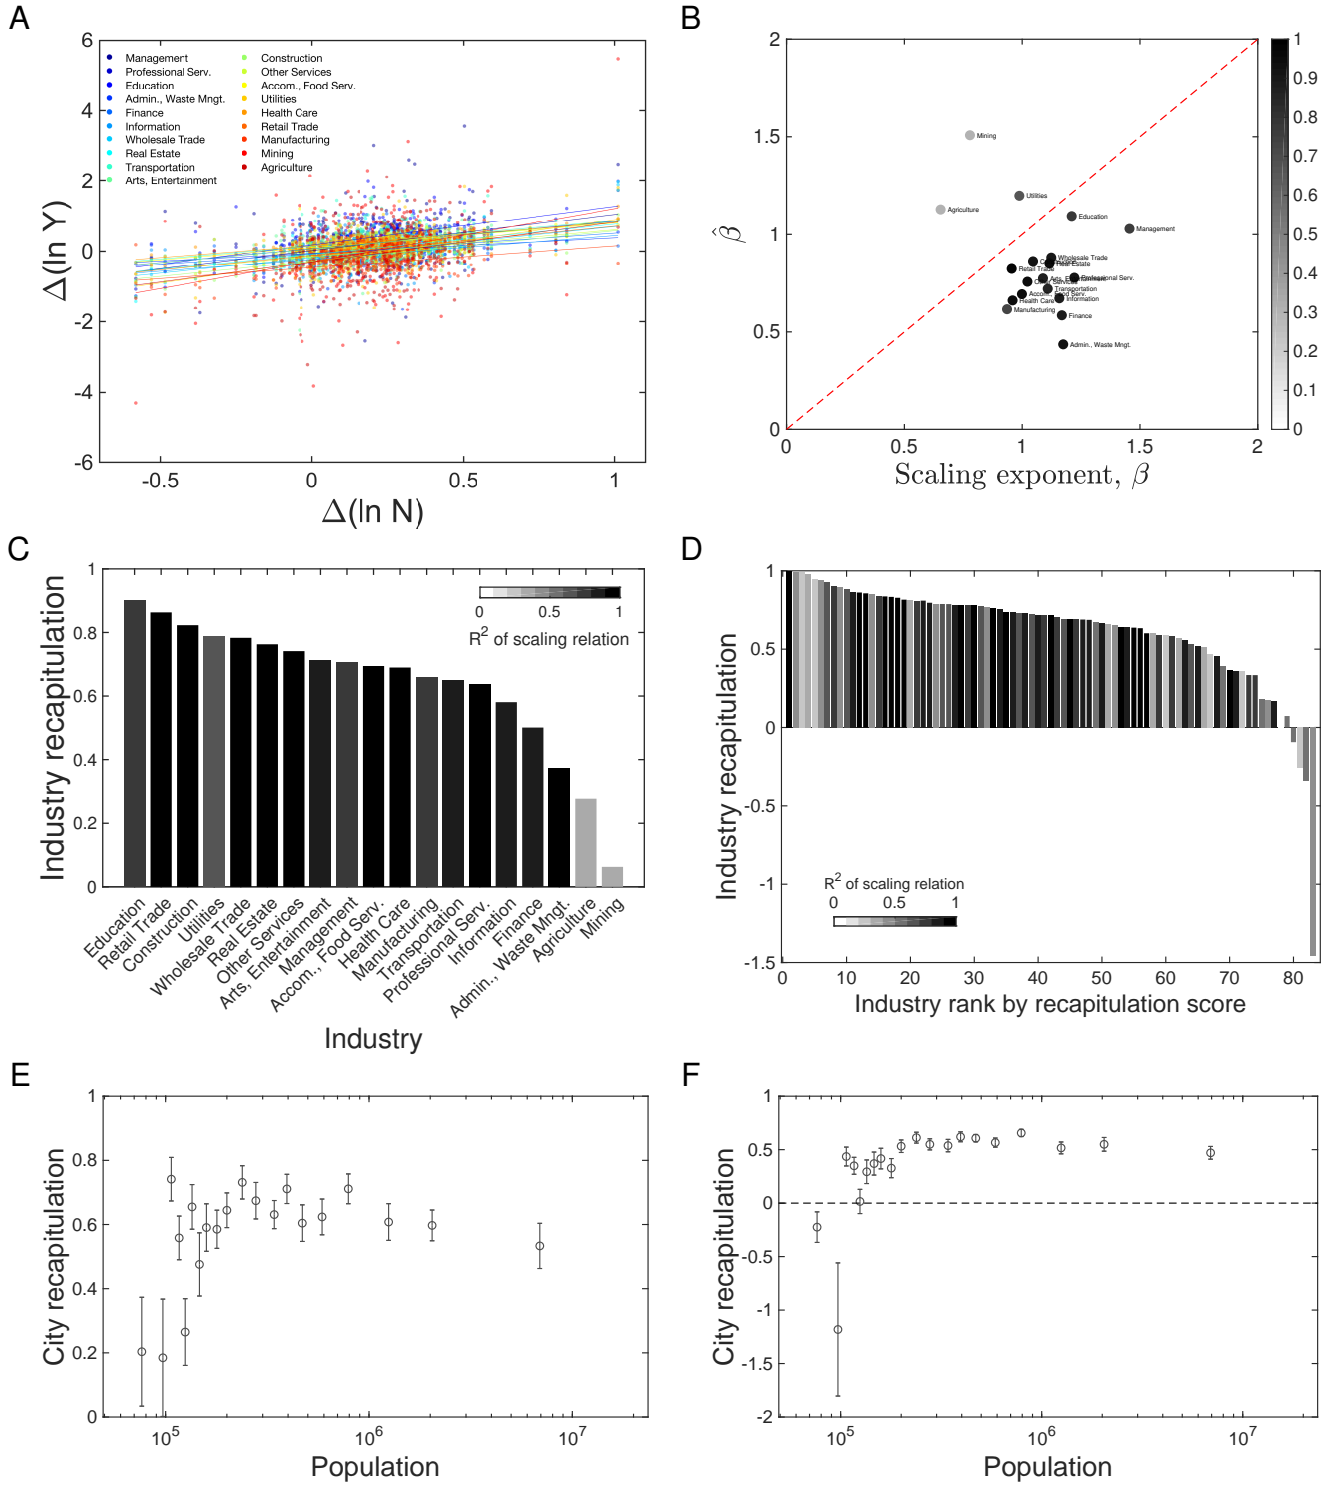 A
6
4
2
0
-2
-4
-6
Δ(ln Y)
Management
Professional Serv.
Education
Admin., Waste Mngt.
Finance
Information
Wholesale Trade
Real Estate
Transportation
Arts, Entertainment
Construction
Other Services
Accom., Food Serv.
Utilities
Health Care
Retail Trade
Manufacturing
Mining
Agriculture
-0.5
0
0.5
1
Δ(ln N)
B
2
1.5
1
0.5
0
β̂
Mining
Utilities
Agriculture
Education
Management
Wholesale Trade
Real Estate
Retail Trade
Arts, Entertainment
Professional Serv.
Other Services
Transportation
Accom., Food Serv.
Information
Health Care
Manufacturing
Finance
Admin., Waste Mngt.
0
0.5
1
1.5
2
Scaling exponent, β
1
0.9
0.8
0.7
0.6
0.5
0.4
0.3
0.2
0.1
0
C
1
0.8
0.6
0.4
0.2
0
Industry recapitulation
0 0.5 1
R² of scaling relation
Education
Retail Trade
Construction
Utilities
Wholesale Trade
Real Estate
Other Services
Arts, Entertainment
Management
Accom., Food Serv.
Health Care
Manufacturing
Transportation
Professional Serv.
Information
Finance
Admin., Waste Mngt.
Agriculture
Mining
Industry
D
1
0.5
0
-0.5
-1
-1.5
Industry recapitulation
R² of scaling relation
0 0.5 1
0 10 20 30 40 50 60 70 80
Industry rank by recapitulation score
E
1
0.8
0.6
0.4
0.2
0
City recapitulation
10⁵ 10⁶ 10⁷
Population
F
1
0.5
0
-0.5
-1
-1.5
-2
City recapitulation
10⁵ 10⁶ 10⁷
Population